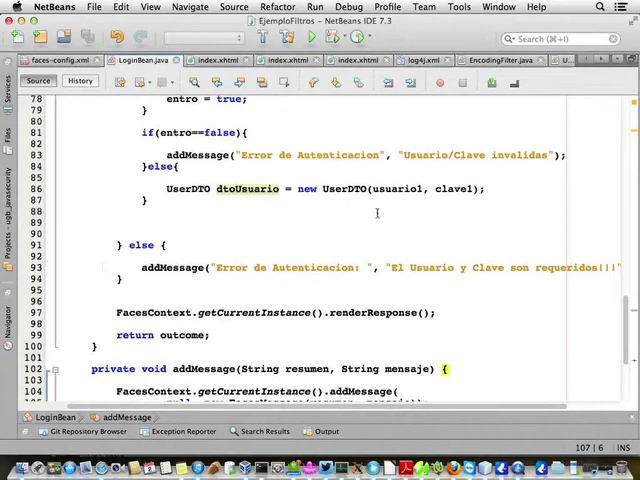 NetBeans File Edit View Navigate Source Refactor Run Debug Profile Team Tools Window Help
EjemploFiltros - NetBeans IDE 7.3
Search (⌘+I)
faces-config.xml LoginBean.java index.xhtml index.xhtml index.xhtml log4j.xml EncodingFilter.java U...
Source History
Services
Files
Projects - ugb_javasecurity
Navigator
78 entro = true;
79 }
80
81 if(entro==false){
82
83 addMessage("Error de Autenticacion", "Usuario/Clave invalidas");
84 }else{
85
86 UserDTO dtoUsuario = new UserDTO(usuario1, clave1);
87 }
88
89
90
91 } else {
92
93 addMessage("Error de Autenticacion: ", "El Usuario y Clave son requeridos!!!"
94 }
95
96
97 FacesContext.getCurrentInstance().renderResponse();
98
99 return outcome;
100 }
101
102 private void addMessage(String resumen, String mensaje) {
103
104 FacesContext.getCurrentInstance().addMessage(
LoginBean addMessage
Git Repository Browser Exception Reporter Search Results Output
107 | 6 INS